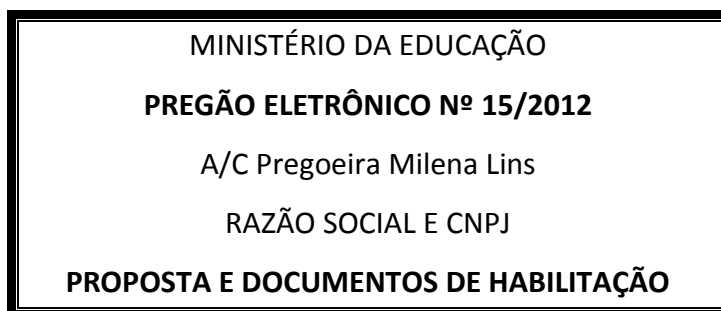 MINISTÉRIO DA EDUCAÇÃO
PREGÃO ELETRÔNICO Nº 15/2012
A/C Pregoeira Milena Lins
RAZÃO SOCIAL E CNPJ
PROPOSTA E DOCUMENTOS DE HABILITAÇÃO